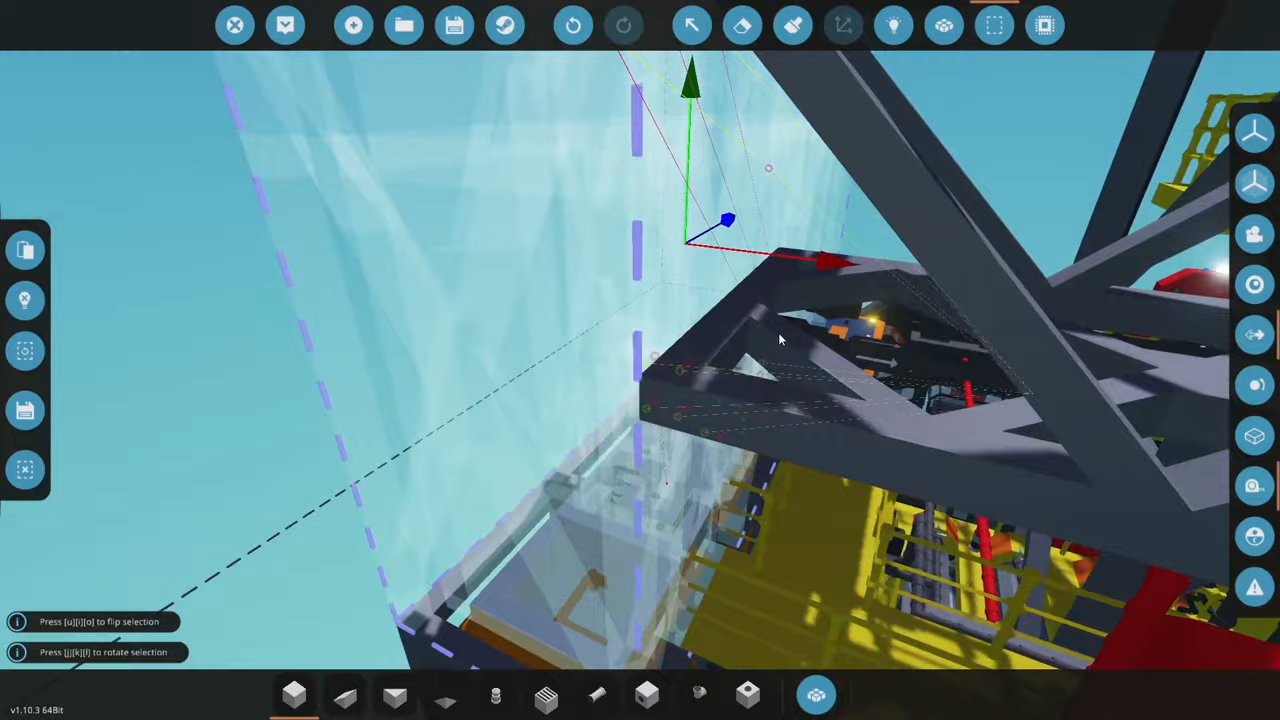 Press [u][i][o] to flip selection
Press [j][k][l] to rotate selection
v1.10.3 64Bit